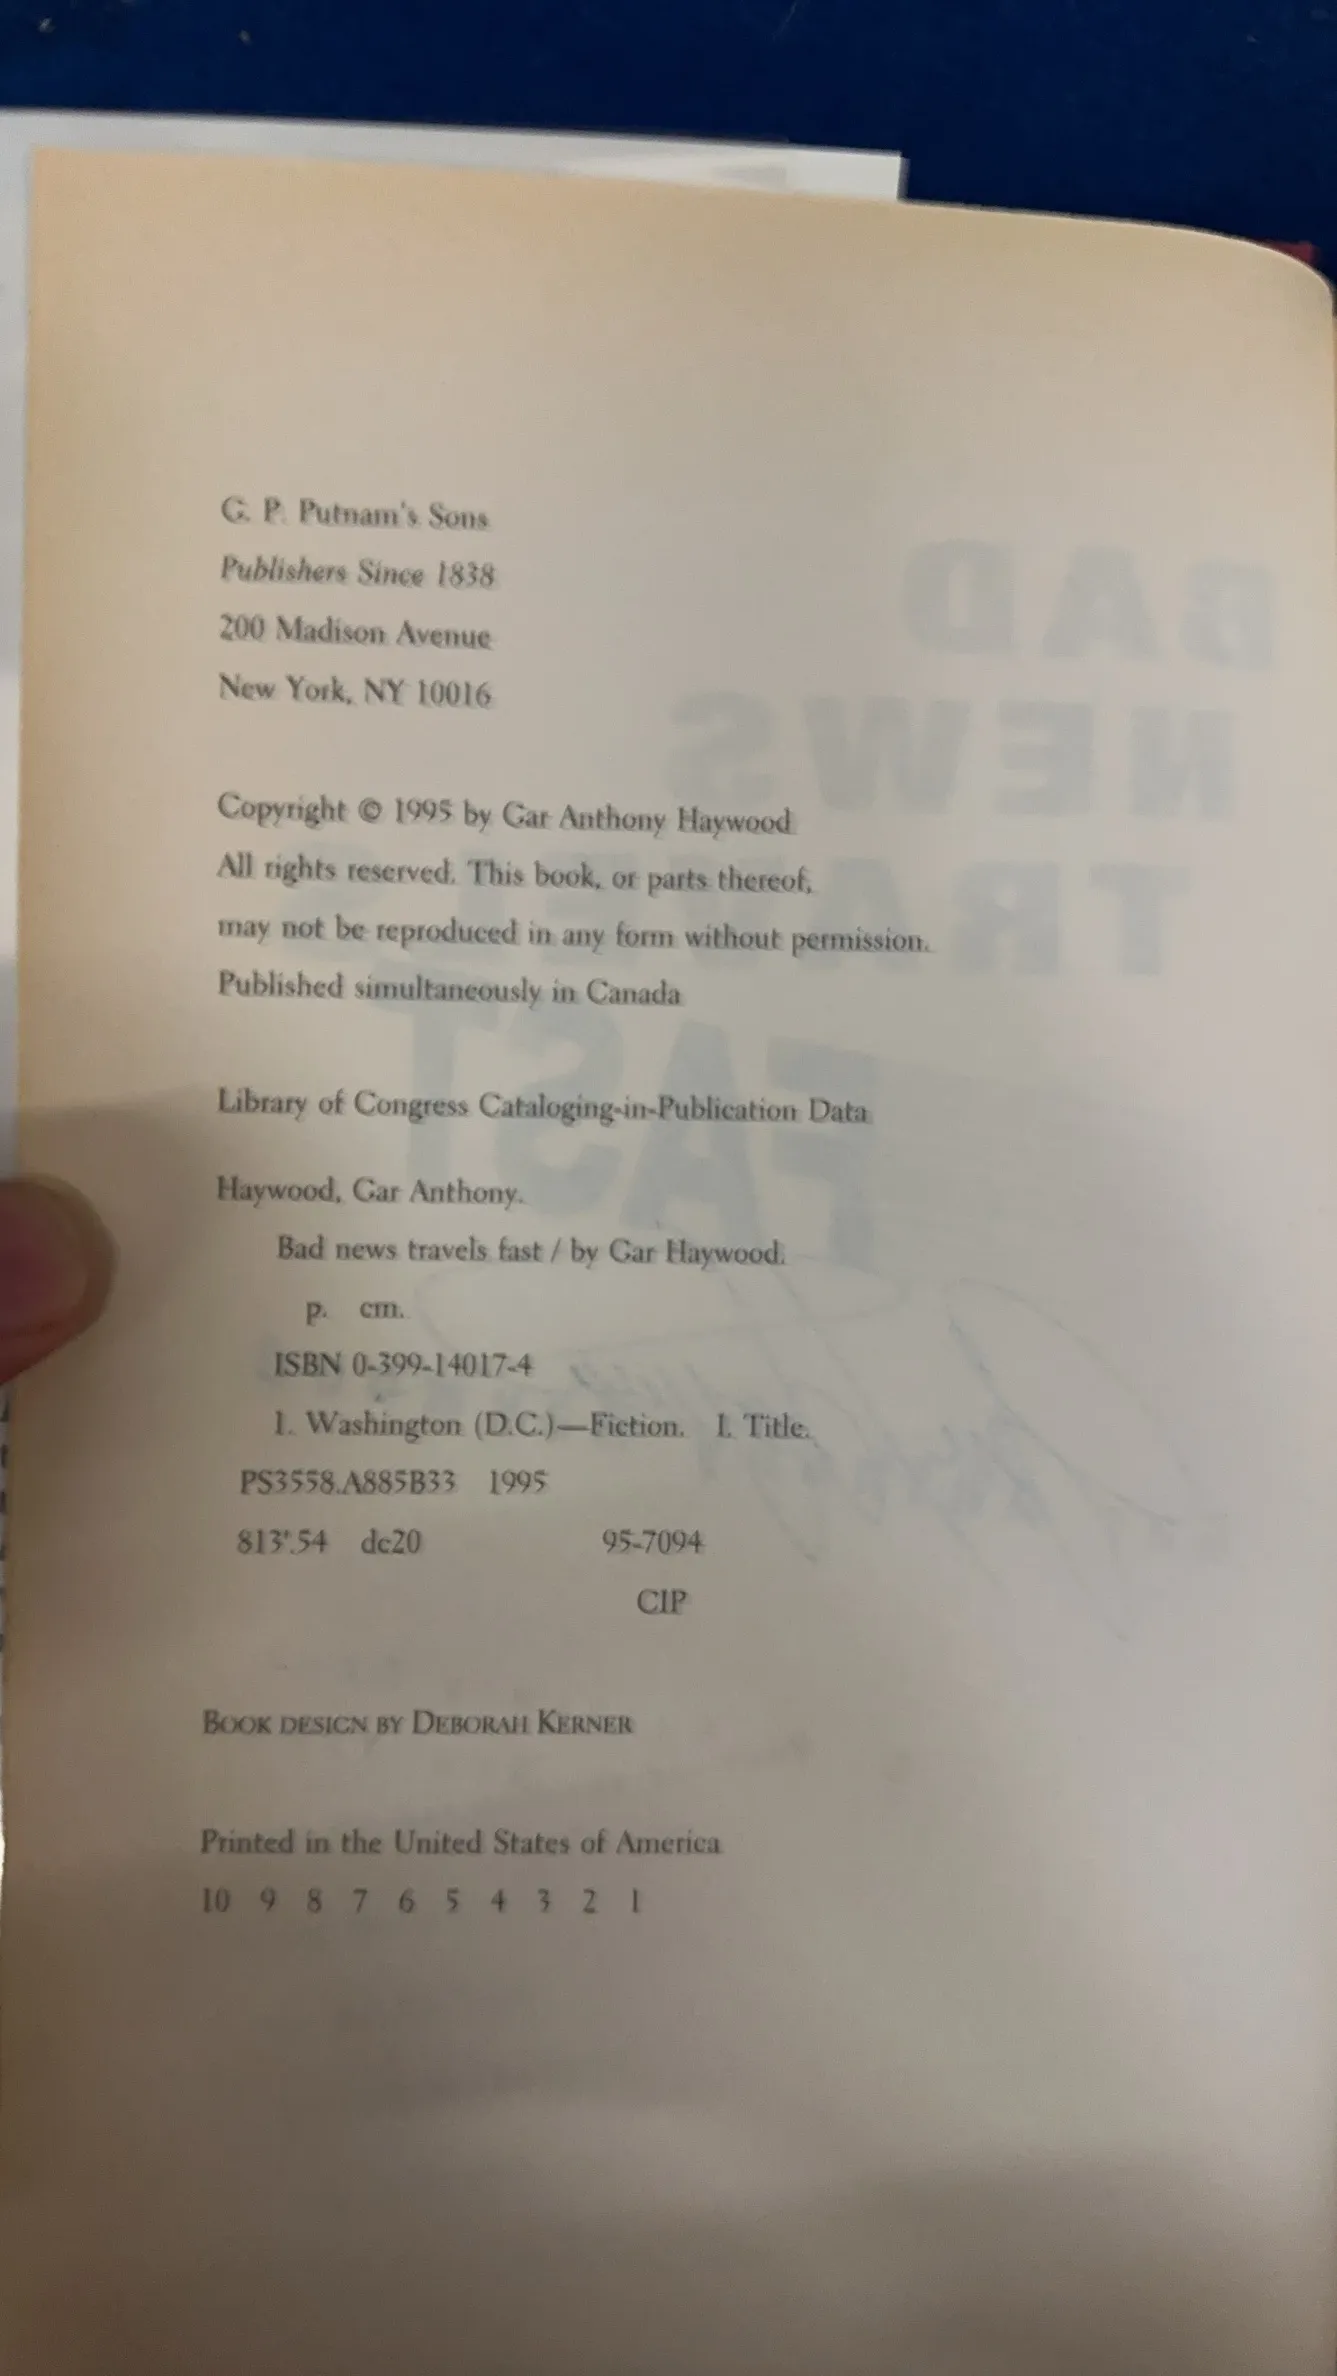 G. P. Putnam's Sons
Publishers Since 1838
200 Madison Avenue
New York, NY 10016
Copyright © 1995 by Gar Anthony Haywood
All rights reserved. This book, or parts thereof,
may not be reproduced in any form without permission.
Published simultaneously in Canada
Library of Congress Cataloging-in-Publication Data
Haywood, Gar Anthony.
Bad news travels fast / by Gar Haywood.
p. cm.
ISBN 0-399-14017-4
1. Washington (D.C.)—Fiction. I. Title.
PS3558.A885B33 1995
813'.54 dc20 95-7094
CIP
BOOK DESIGN BY DEBORAH KERNER
Printed in the United States of America
10 9 8 7 6 5 4 3 2 1
BAD
NEWS
TRAVELS
FAST